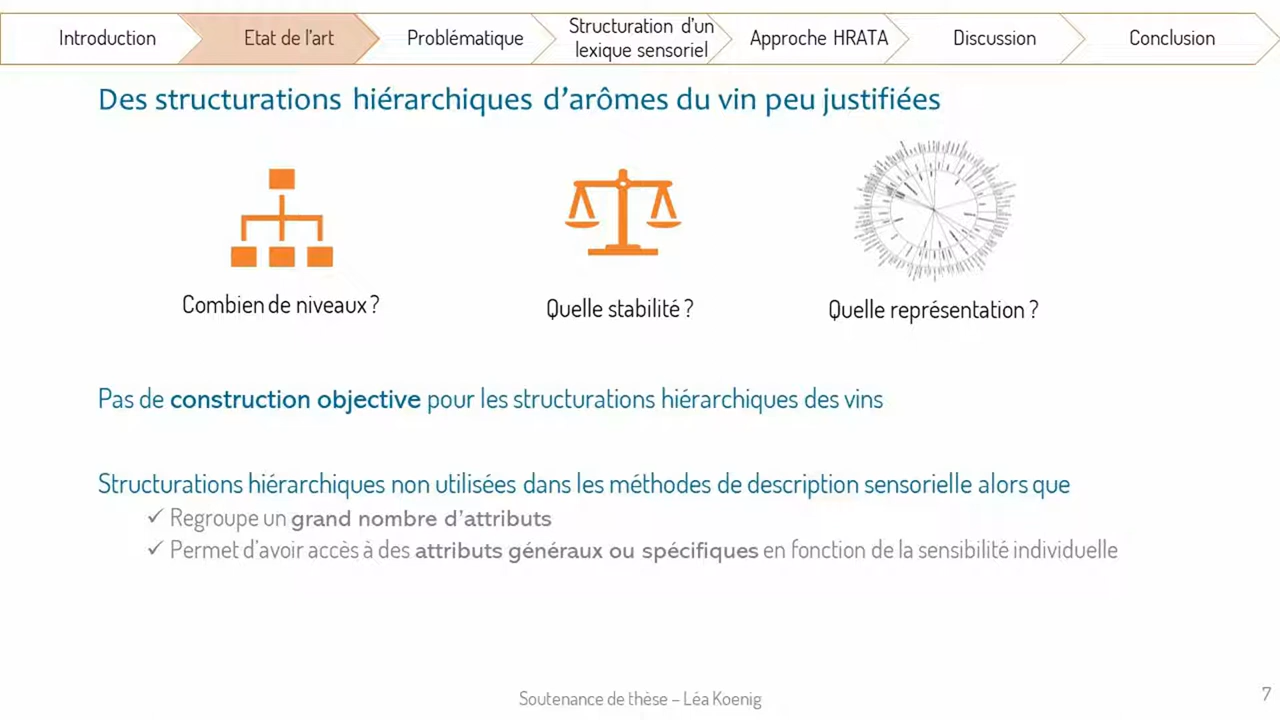 Introduction
Etat de l'art
Problématique
Structuration d'un
lexique sensoriel
Approche HRATA
Discussion
Conclusion
Des structurations hiérarchiques d'arômes du vin peu justifiées
Combien de niveaux ?
Quelle stabilité ?
Quelle représentation ?
Pas de construction objective pour les structurations hiérarchiques des vins
Structurations hiérarchiques non utilisées dans les méthodes de description sensorielle alors que
✓ Regroupe un grand nombre d'attributs
✓ Permet d'avoir accès à des attributs généraux ou spécifiques en fonction de la sensibilité individuelle
Soutenance de thèse – Léa Koenig
7